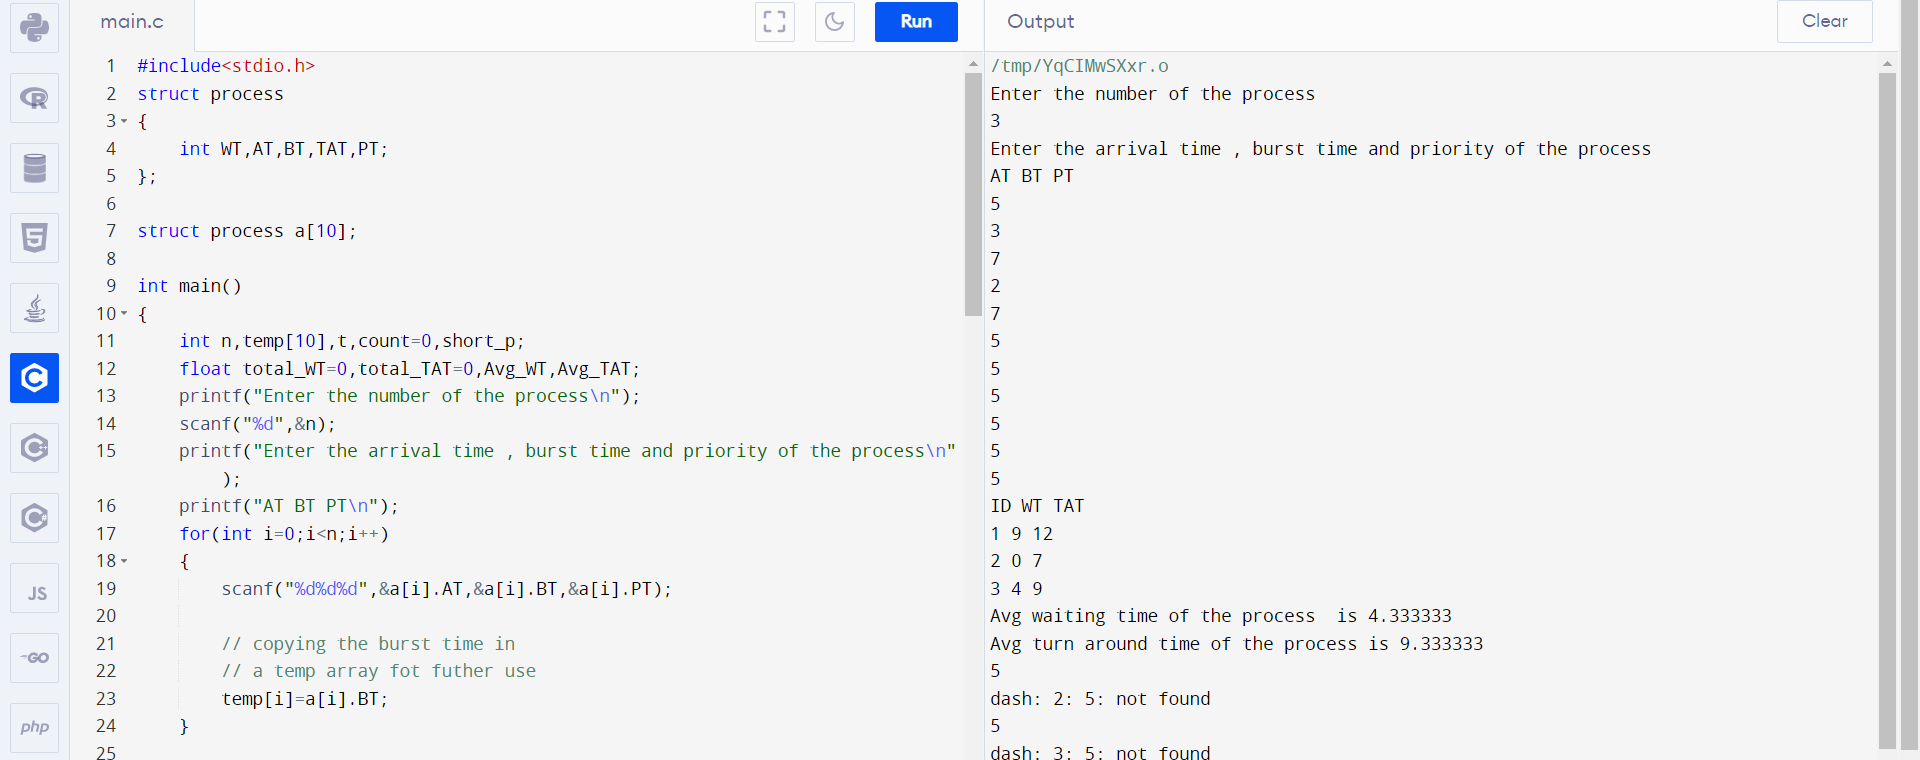 main.c
Run
1 #include<stdio.h>
2 struct process
3 {
4 int WT,AT,BT,TAT,PT;
5 };
6
7 struct process a[10];
8
9 int main()
10 {
11 int n,temp[10],t,count=0,short_p;
12 float total_WT=0,total_TAT=0,Avg_WT,Avg_TAT;
13 printf("Enter the number of the process\n");
14 scanf("%d",&n);
15 printf("Enter the arrival time , burst time and priority of the process\n"
);
16 printf("AT BT PT\n");
17 for(int i=0;i<n;i++)
18 {
19 scanf("%d%d%d",&a[i].AT,&a[i].BT,&a[i].PT);
20
21 // copying the burst time in
22 // a temp array fot futher use
23 temp[i]=a[i].BT;
24 }
25
Output
Clear
/tmp/YqCIMwSXxr.o
Enter the number of the process
3
Enter the arrival time , burst time and priority of the process
AT BT PT
5
3
7
2
7
5
5
5
5
5
5
ID WT TAT
1 9 12
2 0 7
3 4 9
Avg waiting time of the process  is 4.333333
Avg turn around time of the process is 9.333333
5
dash: 2: 5: not found
5
dash: 3: 5: not found
R
5
C
C++
C#
JS
GO
php